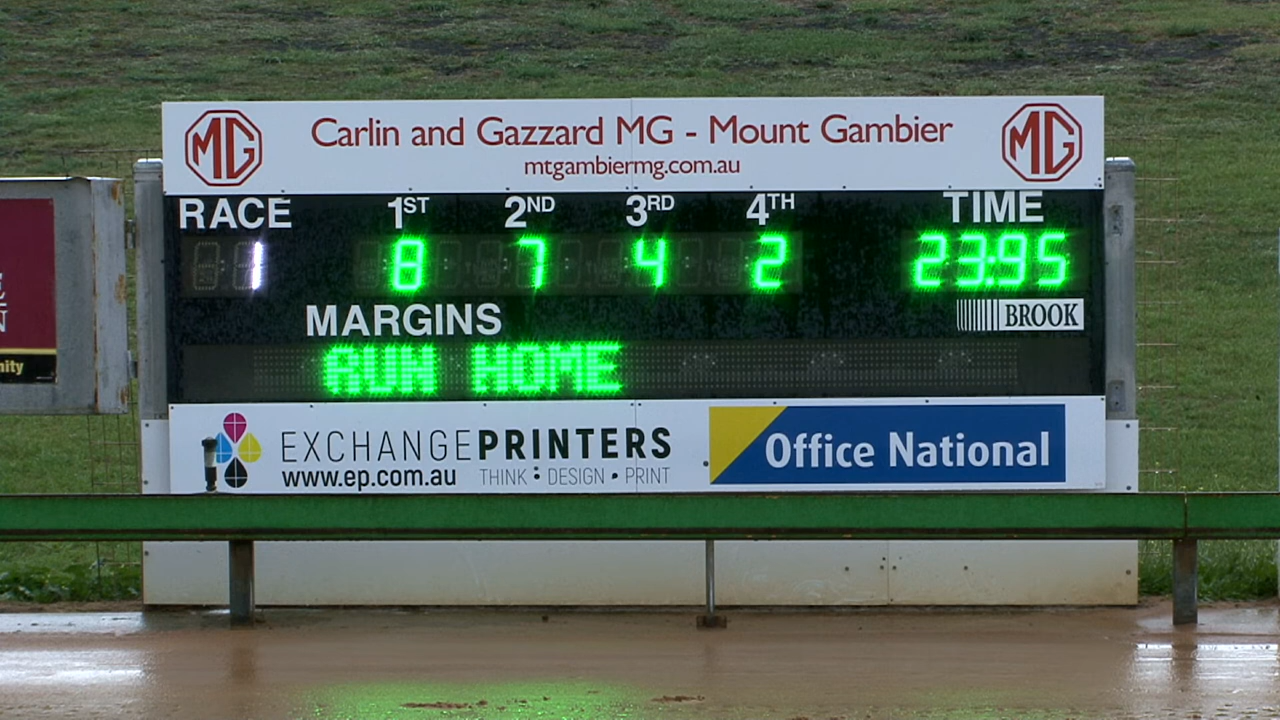 MG Carlin and Gazzard MG - Mount Gambier MG
mtgambiermg.com.au
RACE 1ST 2ND 3RD 4TH TIME
1 8 7 4 2 23:95
MARGINS BROOK
RUN HOME
EXCHANGEPRINTERS Office National
www.ep.com.au THINK : DESIGN • PRINT